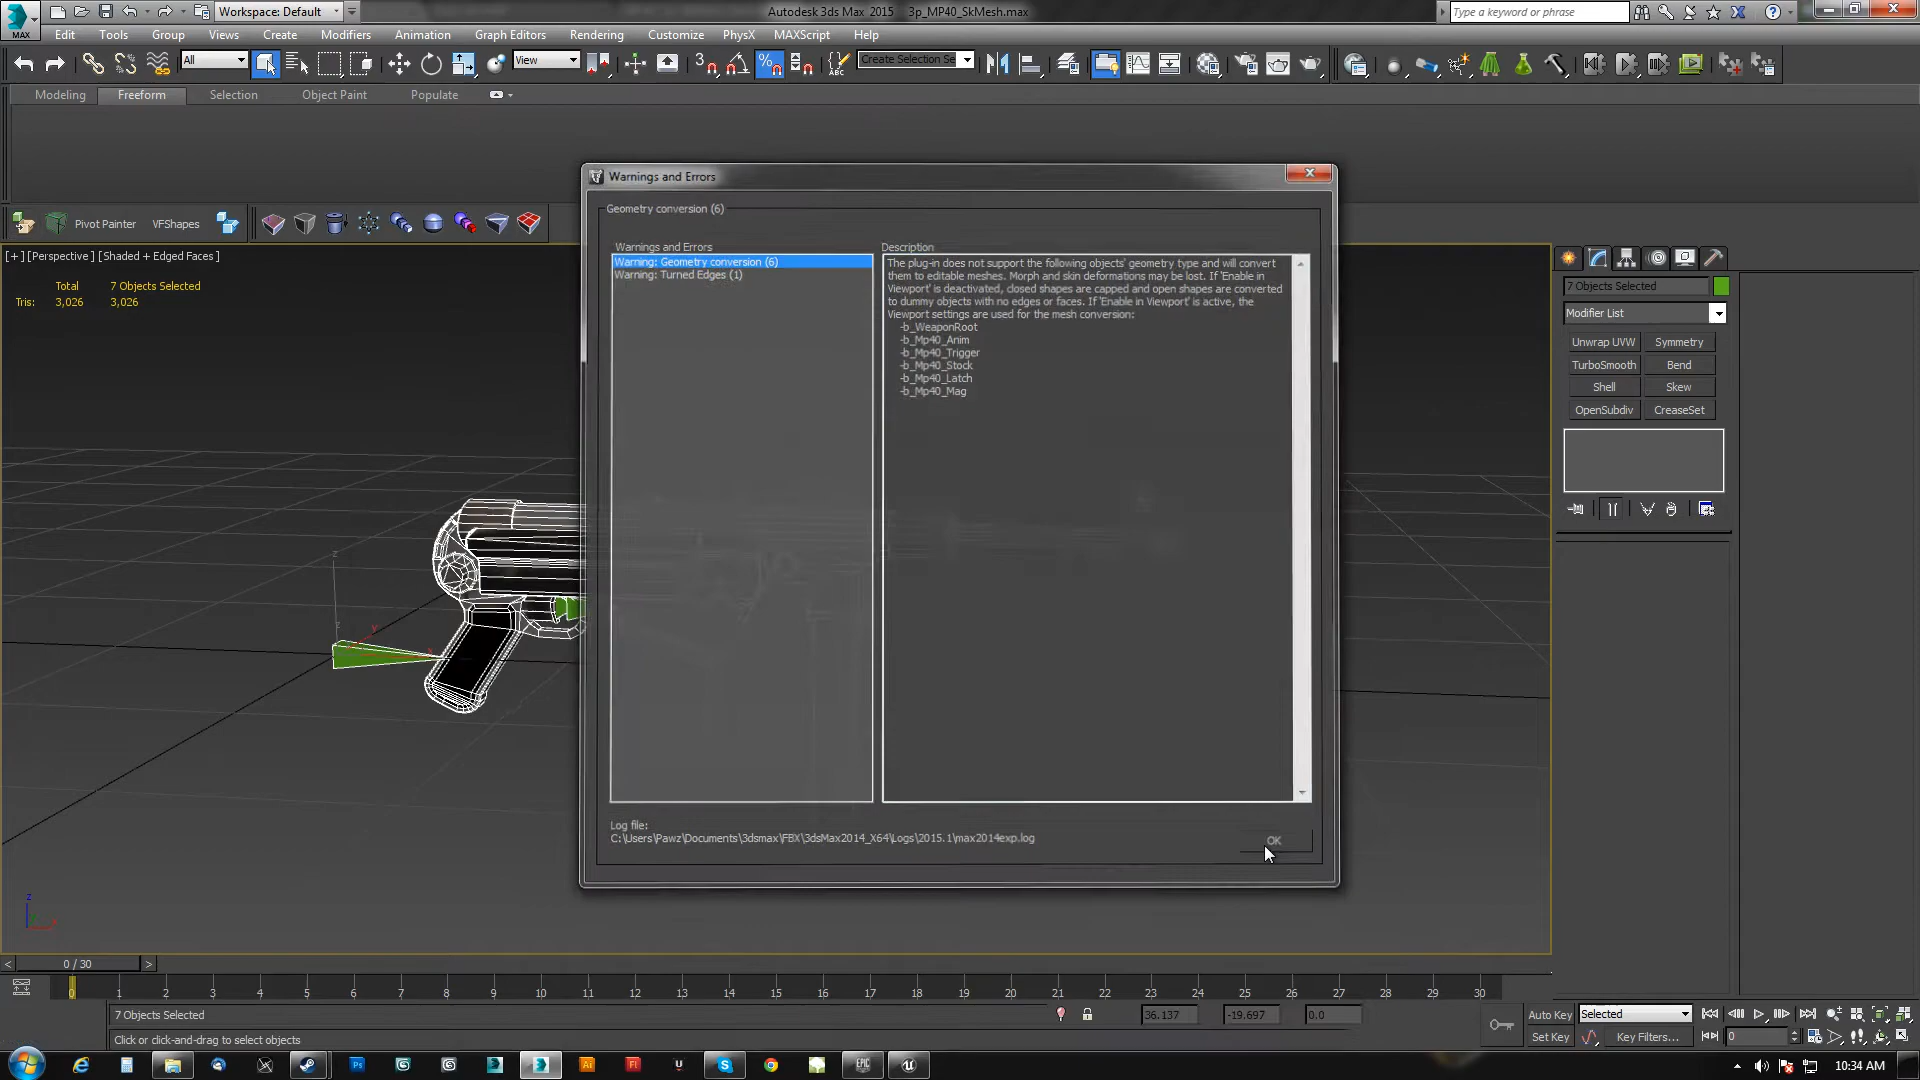 Workspace: Default
Autodesk 3ds Max 2015    3p_MP40_SkMesh.max
Type a keyword or phrase
MAX
Edit Tools Group Views Create Modifiers Animation Graph Editors Rendering Customize PhysX MAXScript Help
All
View
Create Selection Se
Modeling Freeform Selection Object Paint Populate
Pivot Painter VFShapes
[ + ] [Perspective ] [Shaded + Edged Faces ]
Total 7 Objects Selected
Tris: 3,026 3,026
Warnings and Errors
Geometry conversion (6)
Warnings and Errors
Warning: Geometry conversion (6)
Warning: Turned Edges (1)
Description
The plug-in does not support the following objects' geometry type and will convert
them to editable meshes. Morph and skin deformations may be lost. If 'Enable in
Viewport' is deactivated, closed shapes are capped and open shapes are converted
to dummy objects with no edges or faces. If 'Enable in Viewport' is active, the
Viewport settings are used for the mesh conversion:
-b_WeaponRoot
-b_Mp40_Anim
-b_Mp40_Trigger
-b_Mp40_Stock
-b_Mp40_Latch
-b_Mp40_Mag
Log file:
C:\Users\Pawz\Documents\3dsmax\FBX\3dsMax2014_X64\Logs\2015.1\max2014exp.log
OK
7 Objects Selected
Modifier List
Unwrap UVW Symmetry
TurboSmooth Bend
Shell Skew
OpenSubdiv CreaseSet
0 / 30
0 1 2 3 4 5 6 7 8 9 10 11 12 13 14 15 16 17 18 19 20 21 22 23 24 25 26 27 28 29 30
7 Objects Selected
36.137 -19.697 0.0
Auto Key Selected
Click or click-and-drag to select objects
Set Key Key Filters... 0
10:34 AM